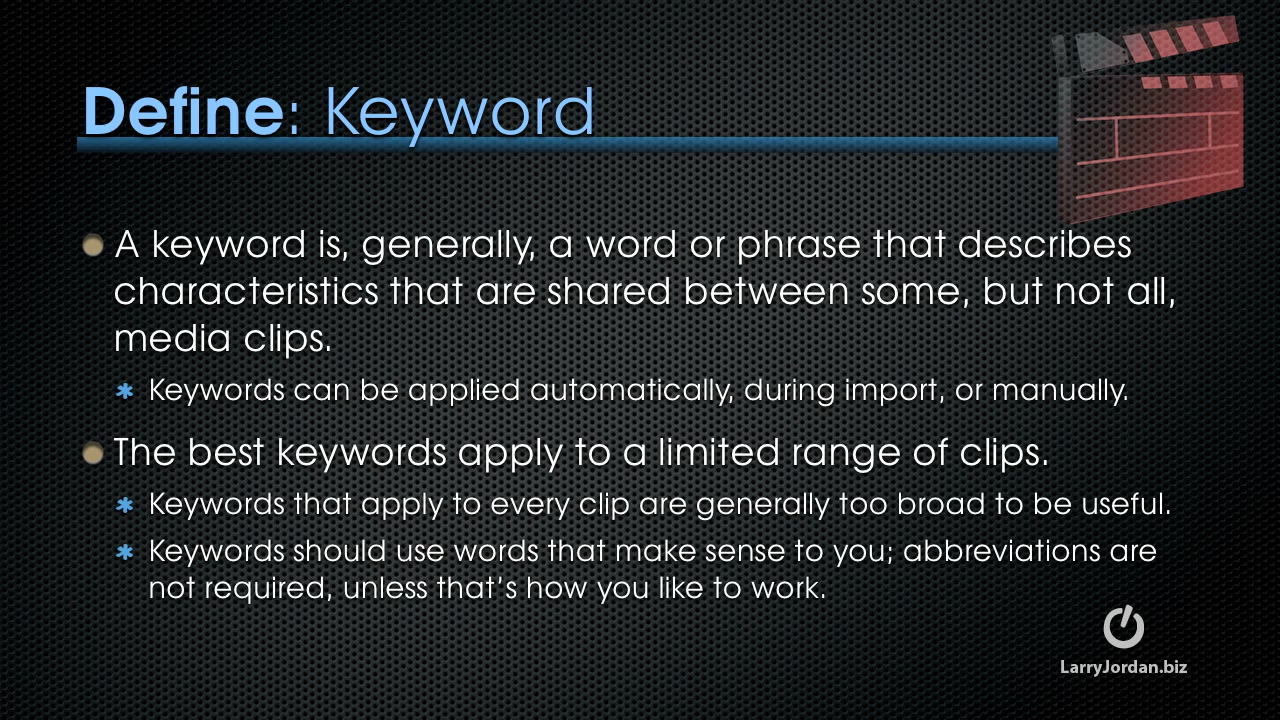 Define: Keyword
A keyword is, generally, a word or phrase that describes
characteristics that are shared between some, but not all,
media clips.
Keywords can be applied automatically, during import, or manually.
The best keywords apply to a limited range of clips.
Keywords that apply to every clip are generally too broad to be useful.
Keywords should use words that make sense to you; abbreviations are
not required, unless that’s how you like to work.
LarryJordan.biz